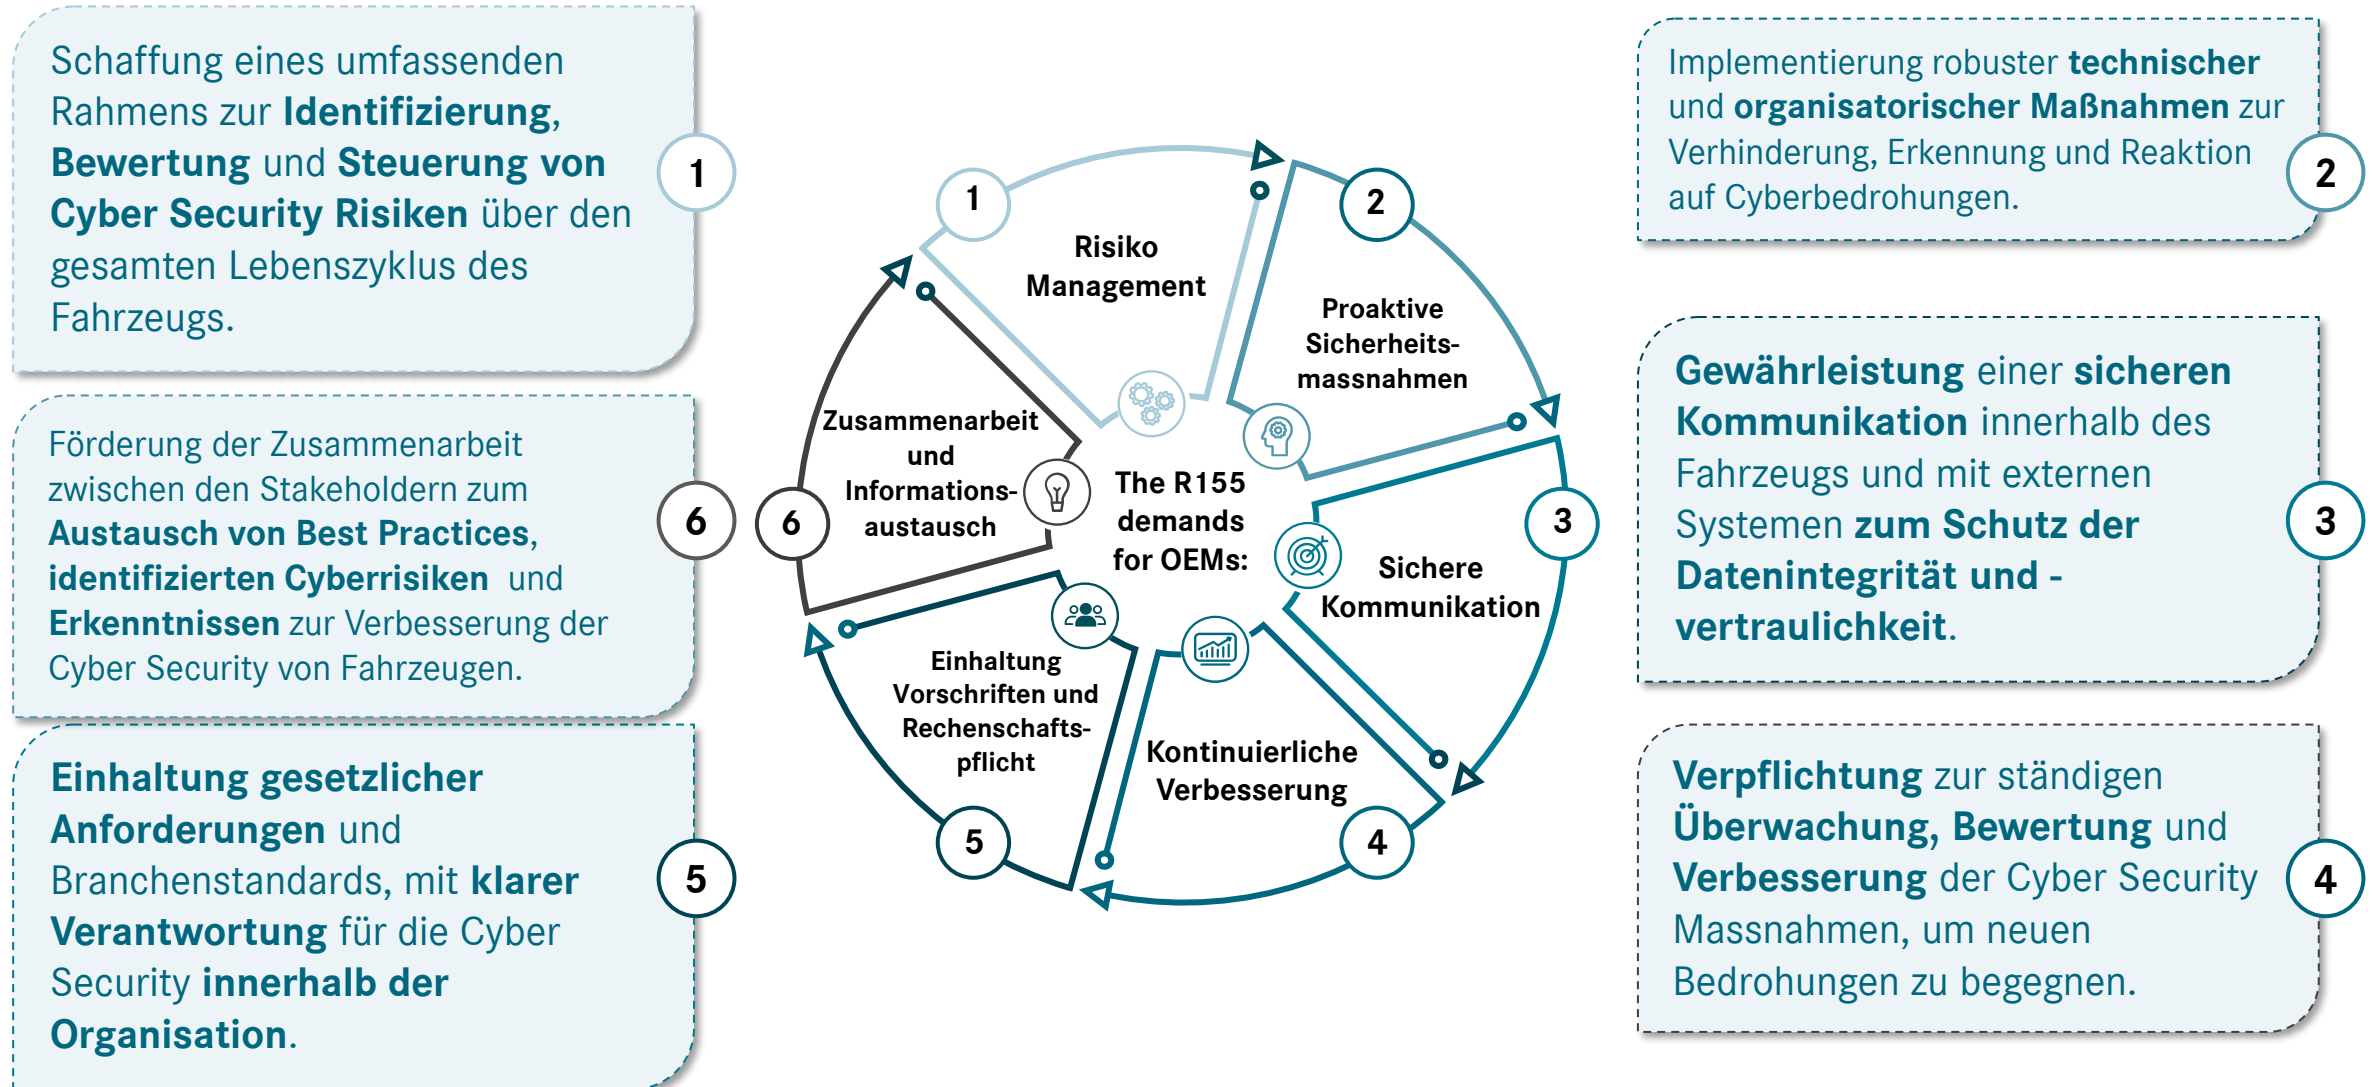 Schaffung eines umfassenden
Rahmens zur Identifizierung,
Bewertung und Steuerung von
Cyber Security Risiken über den
gesamten Lebenszyklus des
Fahrzeugs.
1
Förderung der Zusammenarbeit
zwischen den Stakeholdern zum
Austausch von Best Practices,
identifizierten Cyberrisiken und
Erkenntnissen zur Verbesserung der
Cyber Security von Fahrzeugen.
6
Einhaltung gesetzlicher
Anforderungen und
Branchenstandards, mit klarer
Verantwortung für die Cyber
Security innerhalb der
Organisation.
5
1
Risiko
Management
2
Proaktive
Sicherheits-
massnahmen
3
Sichere
Kommunikation
4
Kontinuierliche
Verbesserung
5
Einhaltung
Vorschriften und
Rechenschafts-
pflicht
6
Zusammenarbeit
und
Informations-
austausch
The R155
demands
for OEMs:
Implementierung robuster technischer
und organisatorischer Maßnahmen zur
Verhinderung, Erkennung und Reaktion
auf Cyberbedrohungen.
2
Gewährleistung einer sicheren
Kommunikation innerhalb des
Fahrzeugs und mit externen
Systemen zum Schutz der
Datenintegrität und -
vertraulichkeit.
3
Verpflichtung zur ständigen
Überwachung, Bewertung und
Verbesserung der Cyber Security
Massnahmen, um neuen
Bedrohungen zu begegnen.
4